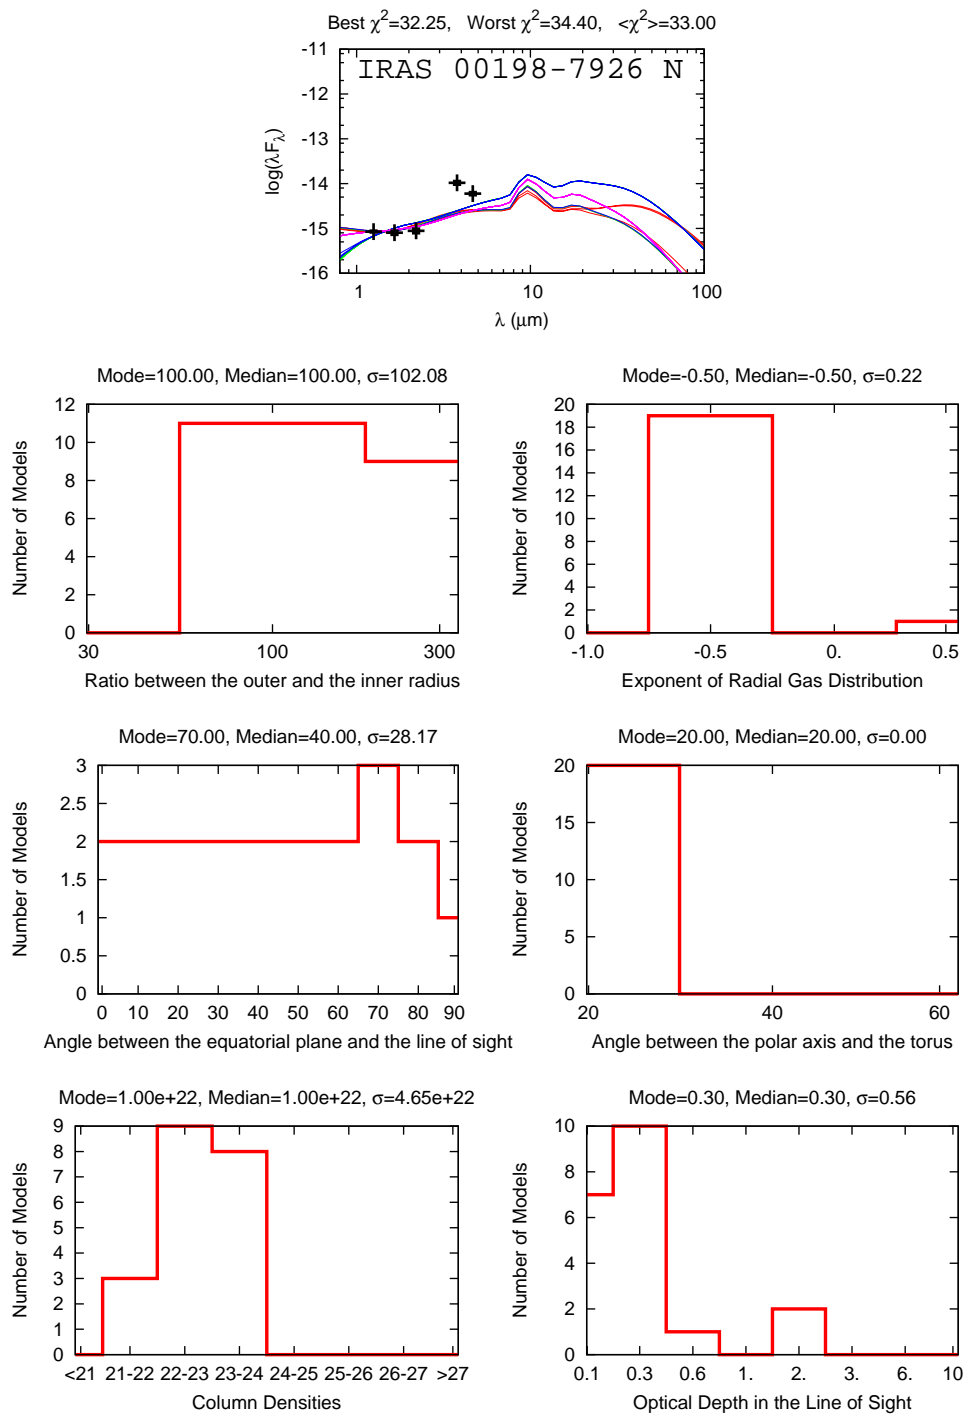 Best χ²=32.25, Worst χ²=34.40, <χ²>=33.00
IRAS 00198-7926 N
log(λFλ)
-11
-12
-13
-14
-15
-16
1 10 100
λ (μm)
Mode=100.00, Median=100.00, σ=102.08
Number of Models
12
10
8
6
4
2
0
30 100 300
Ratio between the outer and the inner radius
Mode=-0.50, Median=-0.50, σ=0.22
Number of Models
20
18
16
14
12
10
8
6
4
2
0
-1.0 -0.5 0. 0.5
Exponent of Radial Gas Distribution
Mode=70.00, Median=40.00, σ=28.17
Number of Models
3
2.5
2
1.5
1
0.5
0
0 10 20 30 40 50 60 70 80 90
Angle between the equatorial plane and the line of sight
Mode=20.00, Median=20.00, σ=0.00
Number of Models
20
15
10
5
0
20 40 60
Angle between the polar axis and the torus
Mode=1.00e+22, Median=1.00e+22, σ=4.65e+22
Number of Models
9
8
7
6
5
4
3
2
1
0
<21 21-22 22-23 23-24 24-25 25-26 26-27 >27
Column Densities
Mode=0.30, Median=0.30, σ=0.56
Number of Models
10
8
6
4
2
0
0.1 0.3 0.6 1. 2. 3. 6. 10
Optical Depth in the Line of Sight